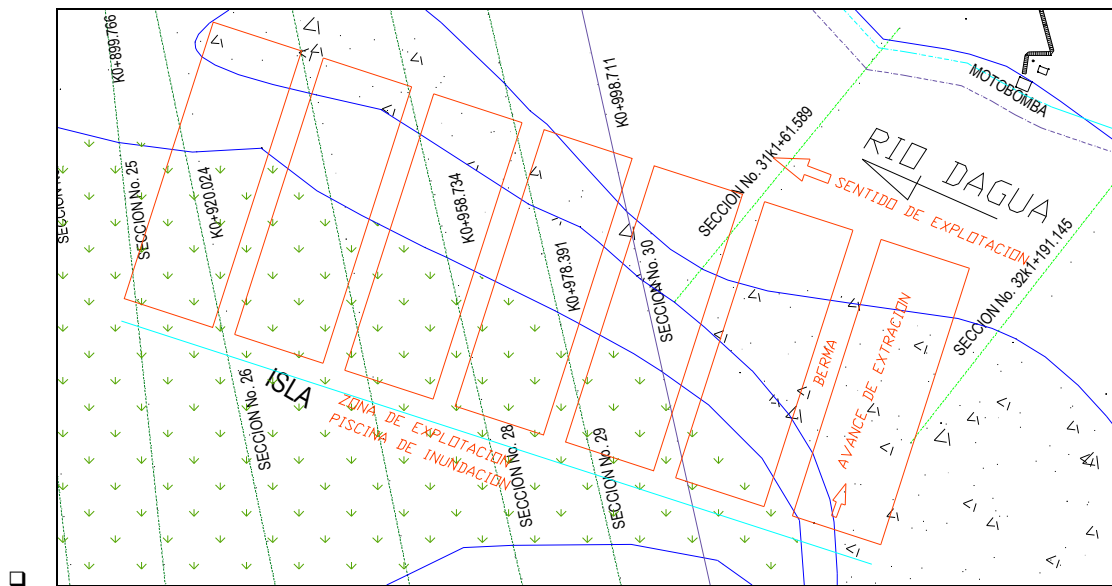 K0+899.766
SECCION No. 25
K0+920.024
SECCION No. 26
K0+958.734
SECCION No. 28
K0+978.391
SECCION No. 29
K0+998.711
SECCION No. 30
SECCION No. 31k1+61.589
SECCION No. 32k1+191.145
MOTOBOMBA
RIO DAGUA
SENTIDO DE EXPLOTACION
BERMA
AVANCE DE EXTRACION
ISLA
ZONA DE EXPLOTACION
PISCINA DE INUNDACION